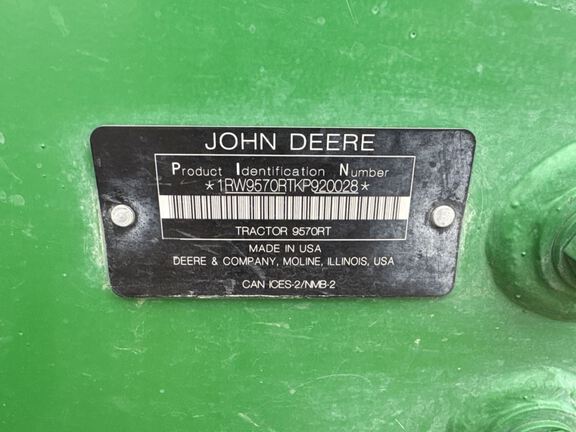 JOHN DEERE
Product Identification Number
*1RW9570RTKP920028*
TRACTOR 9570RT
MADE IN USA
DEERE & COMPANY, MOLINE, ILLINOIS, USA
CAN ICES-2/NMB-2